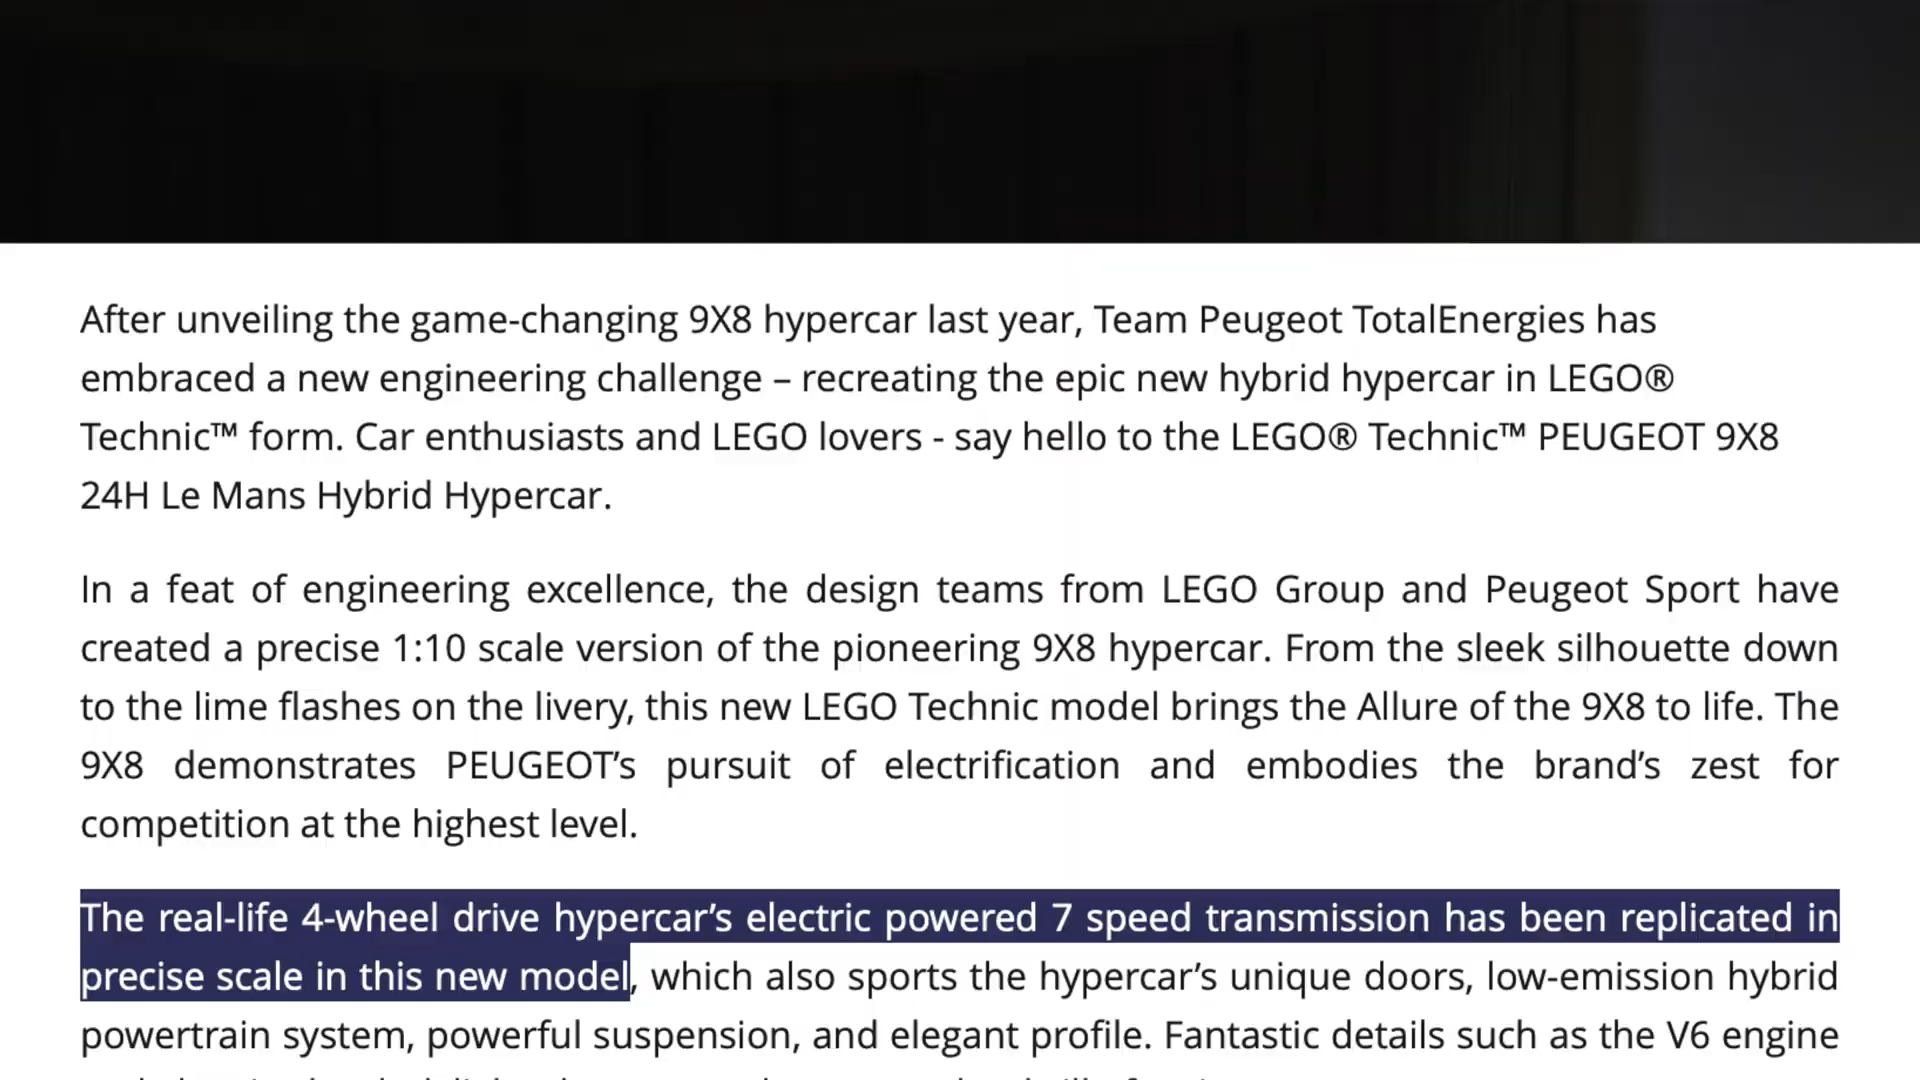 After unveiling the game-changing 9X8 hypercar last year, Team Peugeot TotalEnergies has
embraced a new engineering challenge – recreating the epic new hybrid hypercar in LEGO®
Technic™ form. Car enthusiasts and LEGO lovers - say hello to the LEGO® Technic™ PEUGEOT 9X8
24H Le Mans Hybrid Hypercar.
In a feat of engineering excellence, the design teams from LEGO Group and Peugeot Sport have
created a precise 1:10 scale version of the pioneering 9X8 hypercar. From the sleek silhouette down
to the lime flashes on the livery, this new LEGO Technic model brings the Allure of the 9X8 to life. The
9X8 demonstrates PEUGEOT’s pursuit of electrification and embodies the brand’s zest for
competition at the highest level.
The real-life 4-wheel drive hypercar’s electric powered 7 speed transmission has been replicated in
precise scale in this new model, which also sports the hypercar’s unique doors, low-emission hybrid
powertrain system, powerful suspension, and elegant profile. Fantastic details such as the V6 engine